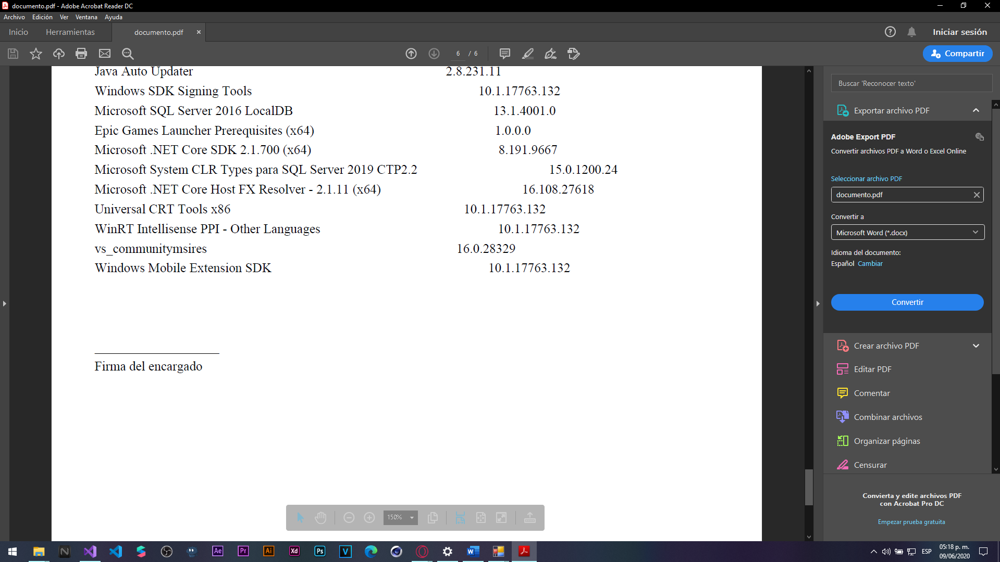 documento.pdf - Adobe Acrobat Reader DC
Archivo Edición Ver Ventana Ayuda
Inicio Herramientas documento.pdf Iniciar sesión
6 / 6 Compartir
Java Auto Updater 2.8.231.11
Windows SDK Signing Tools 10.1.17763.132
Microsoft SQL Server 2016 LocalDB 13.1.4001.0
Epic Games Launcher Prerequisites (x64) 1.0.0.0
Microsoft .NET Core SDK 2.1.700 (x64) 8.191.9667
Microsoft System CLR Types para SQL Server 2019 CTP2.2 15.0.1200.24
Microsoft .NET Core Host FX Resolver - 2.1.11 (x64) 16.108.27618
Universal CRT Tools x86 10.1.17763.132
WinRT Intellisense PPI - Other Languages 10.1.17763.132
vs_communitymsires 16.0.28329
Windows Mobile Extension SDK 10.1.17763.132
Firma del encargado
150%
Buscar 'Reconocer texto'
Exportar archivo PDF
Adobe Export PDF
Convertir archivos PDF a Word o Excel Online
Seleccionar archivo PDF
documento.pdf
Convertir a
Microsoft Word (*.docx)
Idioma del documento:
Español Cambiar
Convertir
Crear archivo PDF
Editar PDF
Comentar
Combinar archivos
Organizar páginas
Censurar
Convierta y edite archivos PDF
con Acrobat Pro DC
Empezar prueba gratuita
N Ae Pr Ai Xd Ps V W ESP
05:18 p. m.
09/06/2020